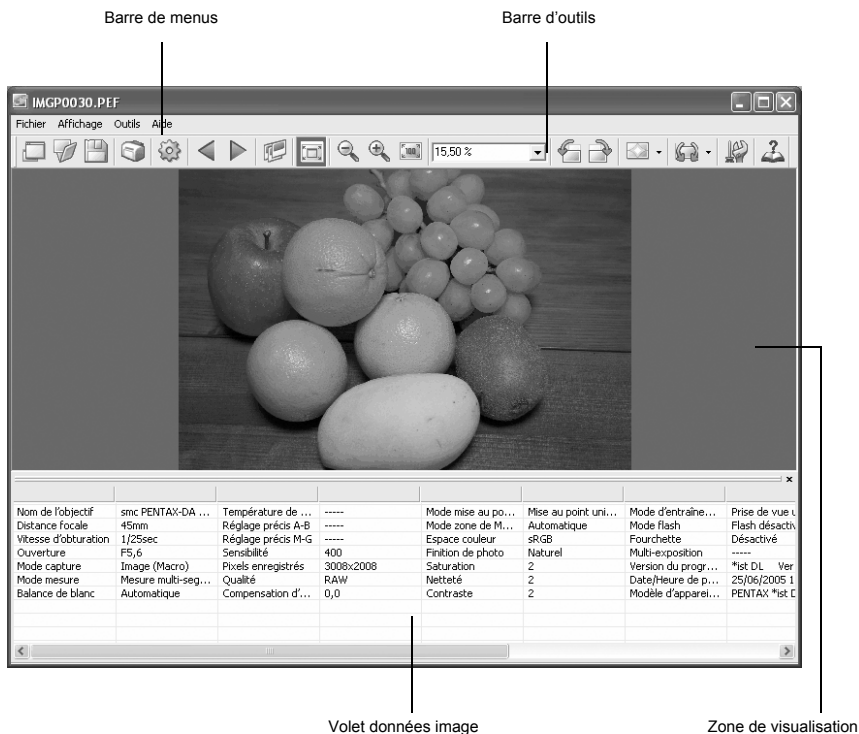 Barre de menus
Barre d’outils
IMGP0030.PEF
Fichier Affichage Outils Aide
100
15,50 %
Nom de l'objectif smc PENTAX-DA ... Température de ... ----- Mode mise au po... Mise au point uni... Mode d'entraîne... Prise de vue u
Distance focale 45mm Réglage précis A-B ----- Mode zone de M... Automatique Mode flash Flash désactiv
Vitesse d'obturation 1/25sec Réglage précis M-G ----- Espace couleur sRGB Fourchette Désactivé
Ouverture F5,6 Sensibilité 400 Finition de photo Naturel Multi-exposition -----
Mode capture Image (Macro) Pixels enregistrés 3008x2008 Saturation 2 Version du progr... *ist DL Ver
Mode mesure Mesure multi-seg... Qualité RAW Netteté 2 Date/Heure de p... 25/06/2005 1
Balance de blanc Automatique Compensation d'... 0,0 Contraste 2 Modèle d'apparei... PENTAX *ist D
Volet données image
Zone de visualisation